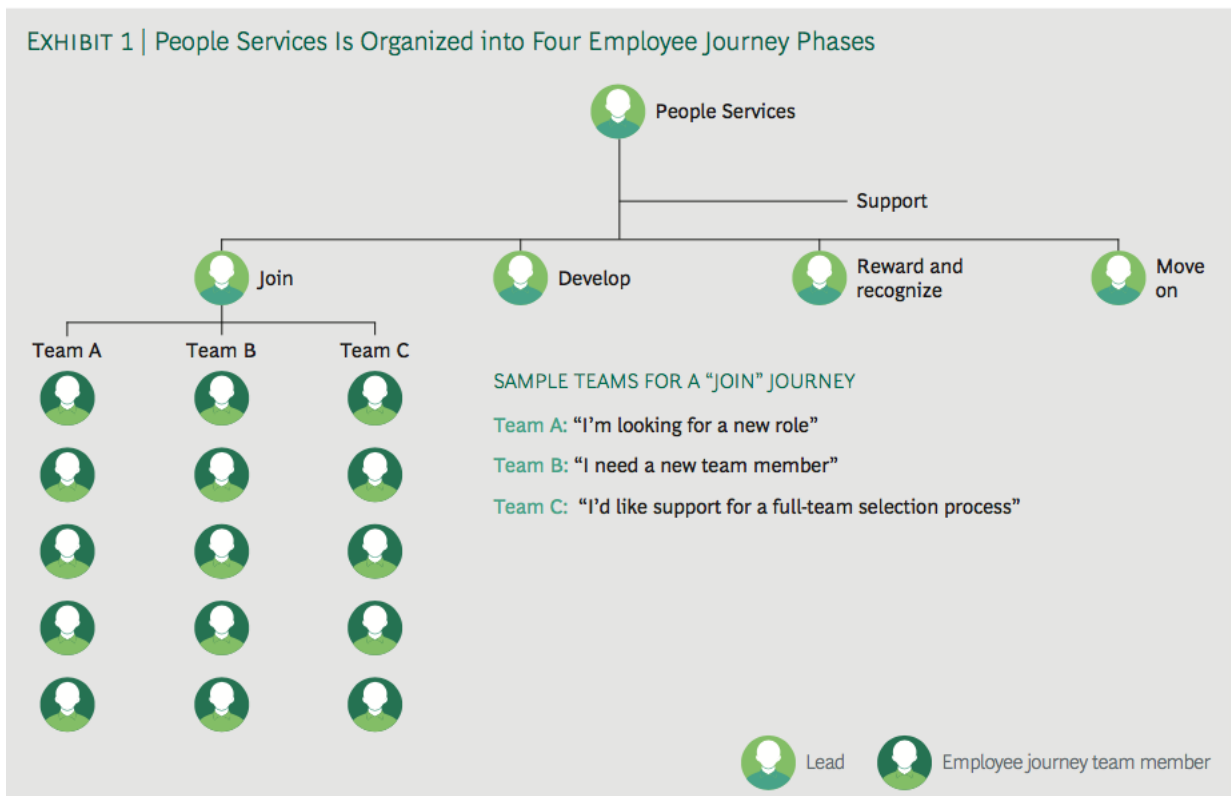 EXHIBIT 1 | People Services Is Organized into Four Employee Journey Phases
People Services
Support
Join
Develop
Reward and
recognize
Move
on
Team A
Team B
Team C
SAMPLE TEAMS FOR A “JOIN” JOURNEY
Team A: “I’m looking for a new role”
Team B: “I need a new team member”
Team C: “I’d like support for a full-team selection process”
Lead
Employee journey team member